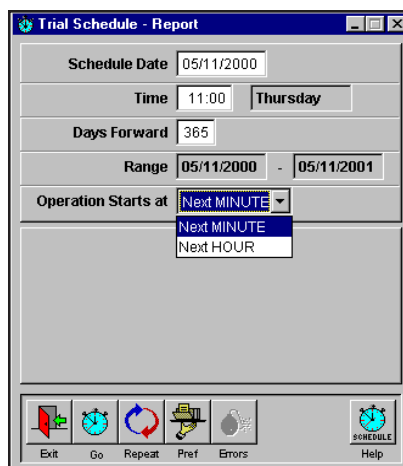 Trial Schedule - Report
Schedule Date 05/11/2000
Time 11:00 Thursday
Days Forward 365
Range 05/11/2000 - 05/11/2001
Operation Starts at Next MINUTE
Next MINUTE
Next HOUR
SCHEDULE
Exit Go Repeat Pref Errors Help